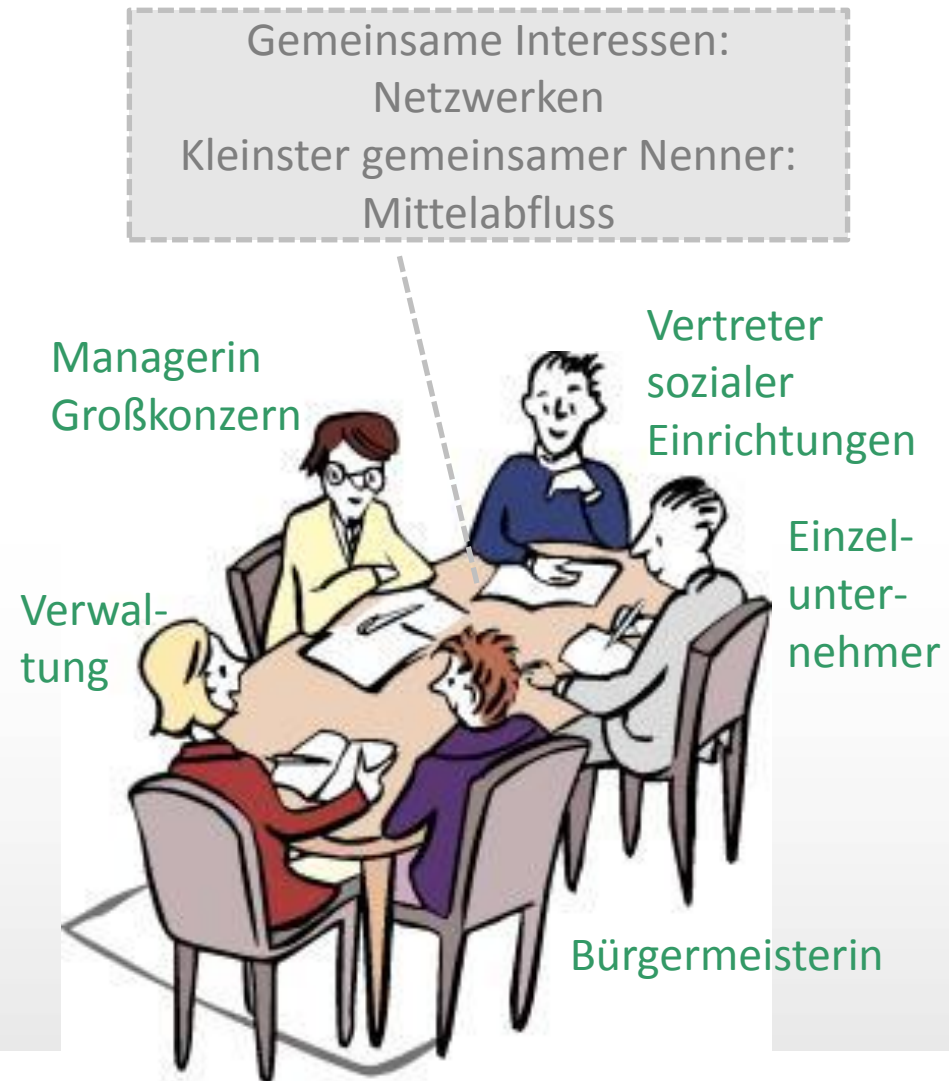 Gemeinsame Interessen:
Netzwerken
Kleinster gemeinsamer Nenner:
Mittelabfluss
Managerin
Großkonzern
Vertreter
sozialer
Einrichtungen
Einzel-
unter-
nehmer
Verwal-
tung
Bürgermeisterin